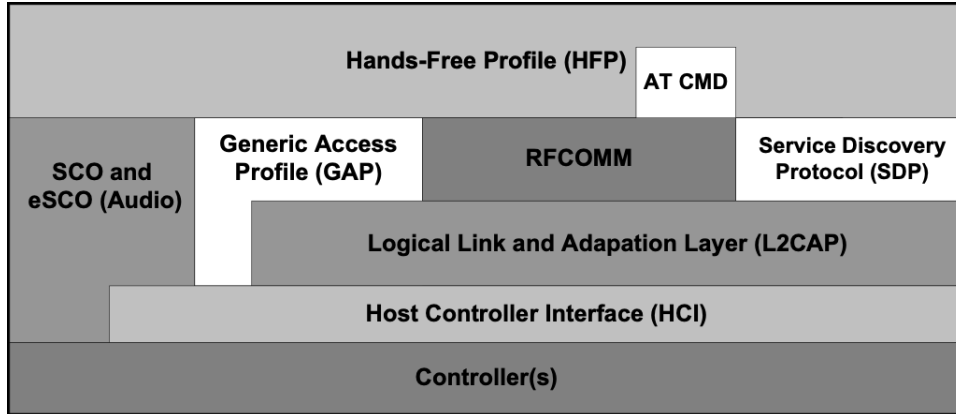 Hands-Free Profile (HFP)
AT CMD
SCO and
eSCO (Audio)
Generic Access
Profile (GAP)
RFCOMM
Service Discovery
Protocol (SDP)
Logical Link and Adapation Layer (L2CAP)
Host Controller Interface (HCI)
Controller(s)